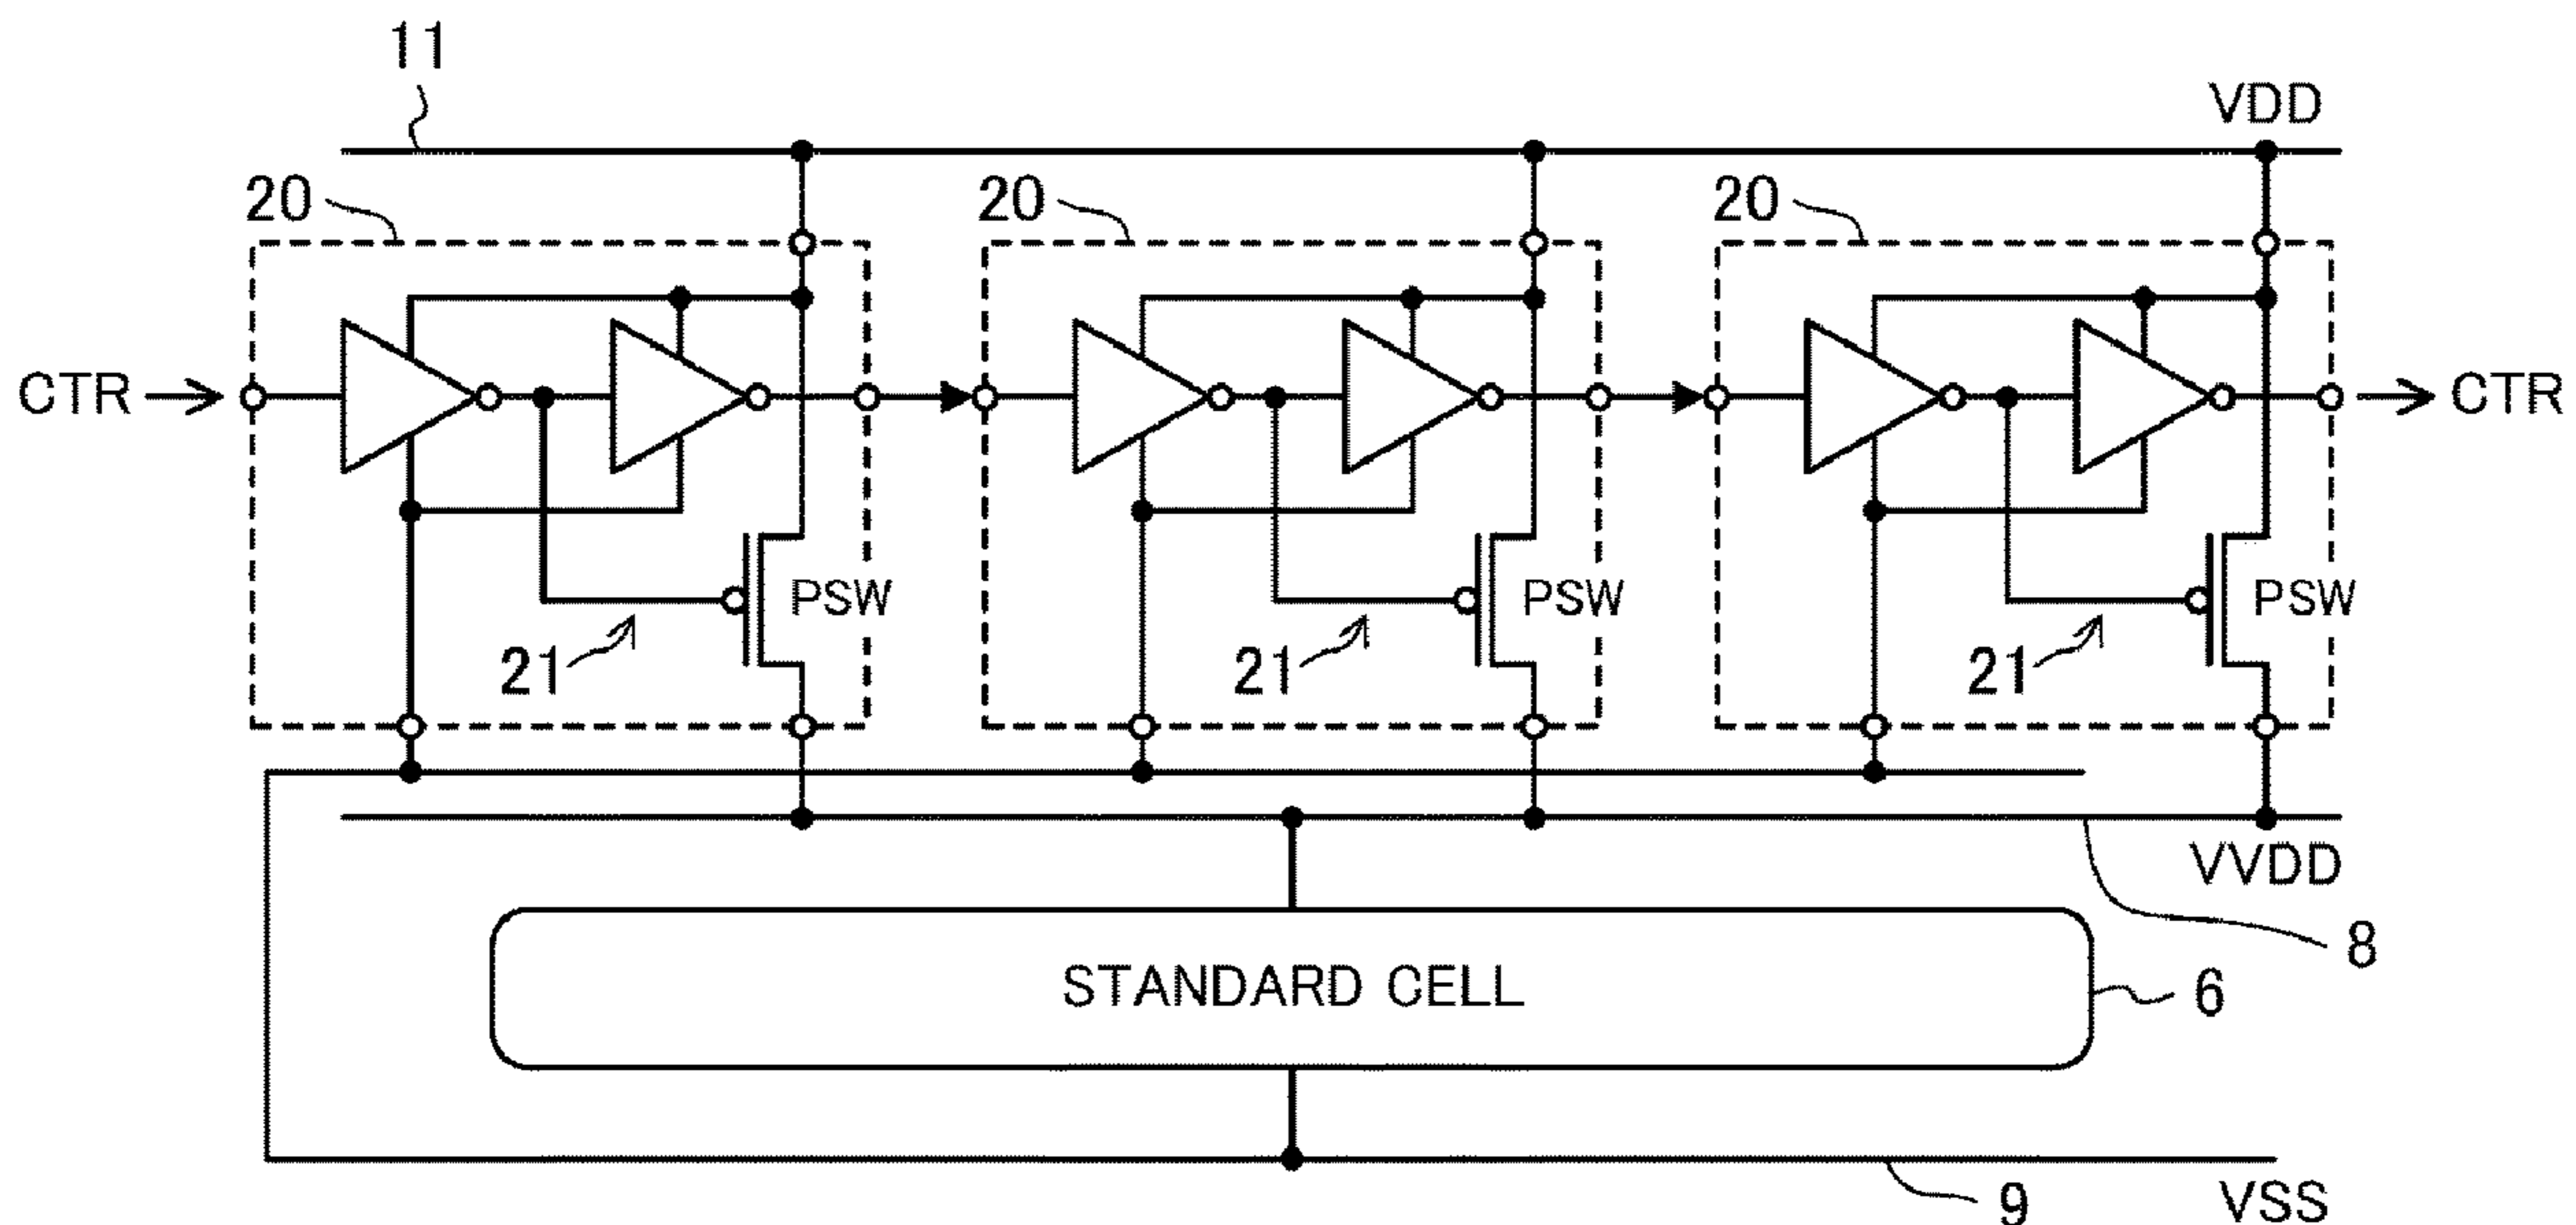 11
VDD
20 20 20
CTR CTR
PSW PSW PSW
21 21 21
VVDD
8
STANDARD CELL
6
9
VSS